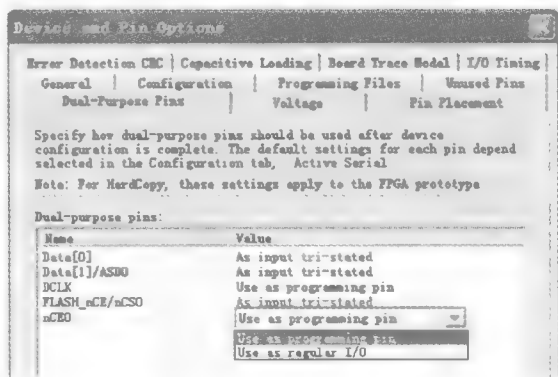 Device and Pin Options
Error Detection CRC | Capacitive Loading | Board Trace Model | I/O Timing
General | Configuration | Programming Files | Unused Pins
Dual-Purpose Pins | Voltage | Pin Placement
Specify how dual-purpose pins should be used after device
configuration is complete. The default settings for each pin depend
selected in the Configuration tab, Active Serial
Note: For HardCopy, these settings apply to the FPGA prototype
Dual-purpose pins:
Name Value
Data[0] As input tri-stated
Data[1]/ASDO As input tri-stated
DCLK Use as programming pin
FLASH_nCE/nCSO As input tri-stated
nCEO Use as programming pin
Use as programming pin
Use as regular I/O